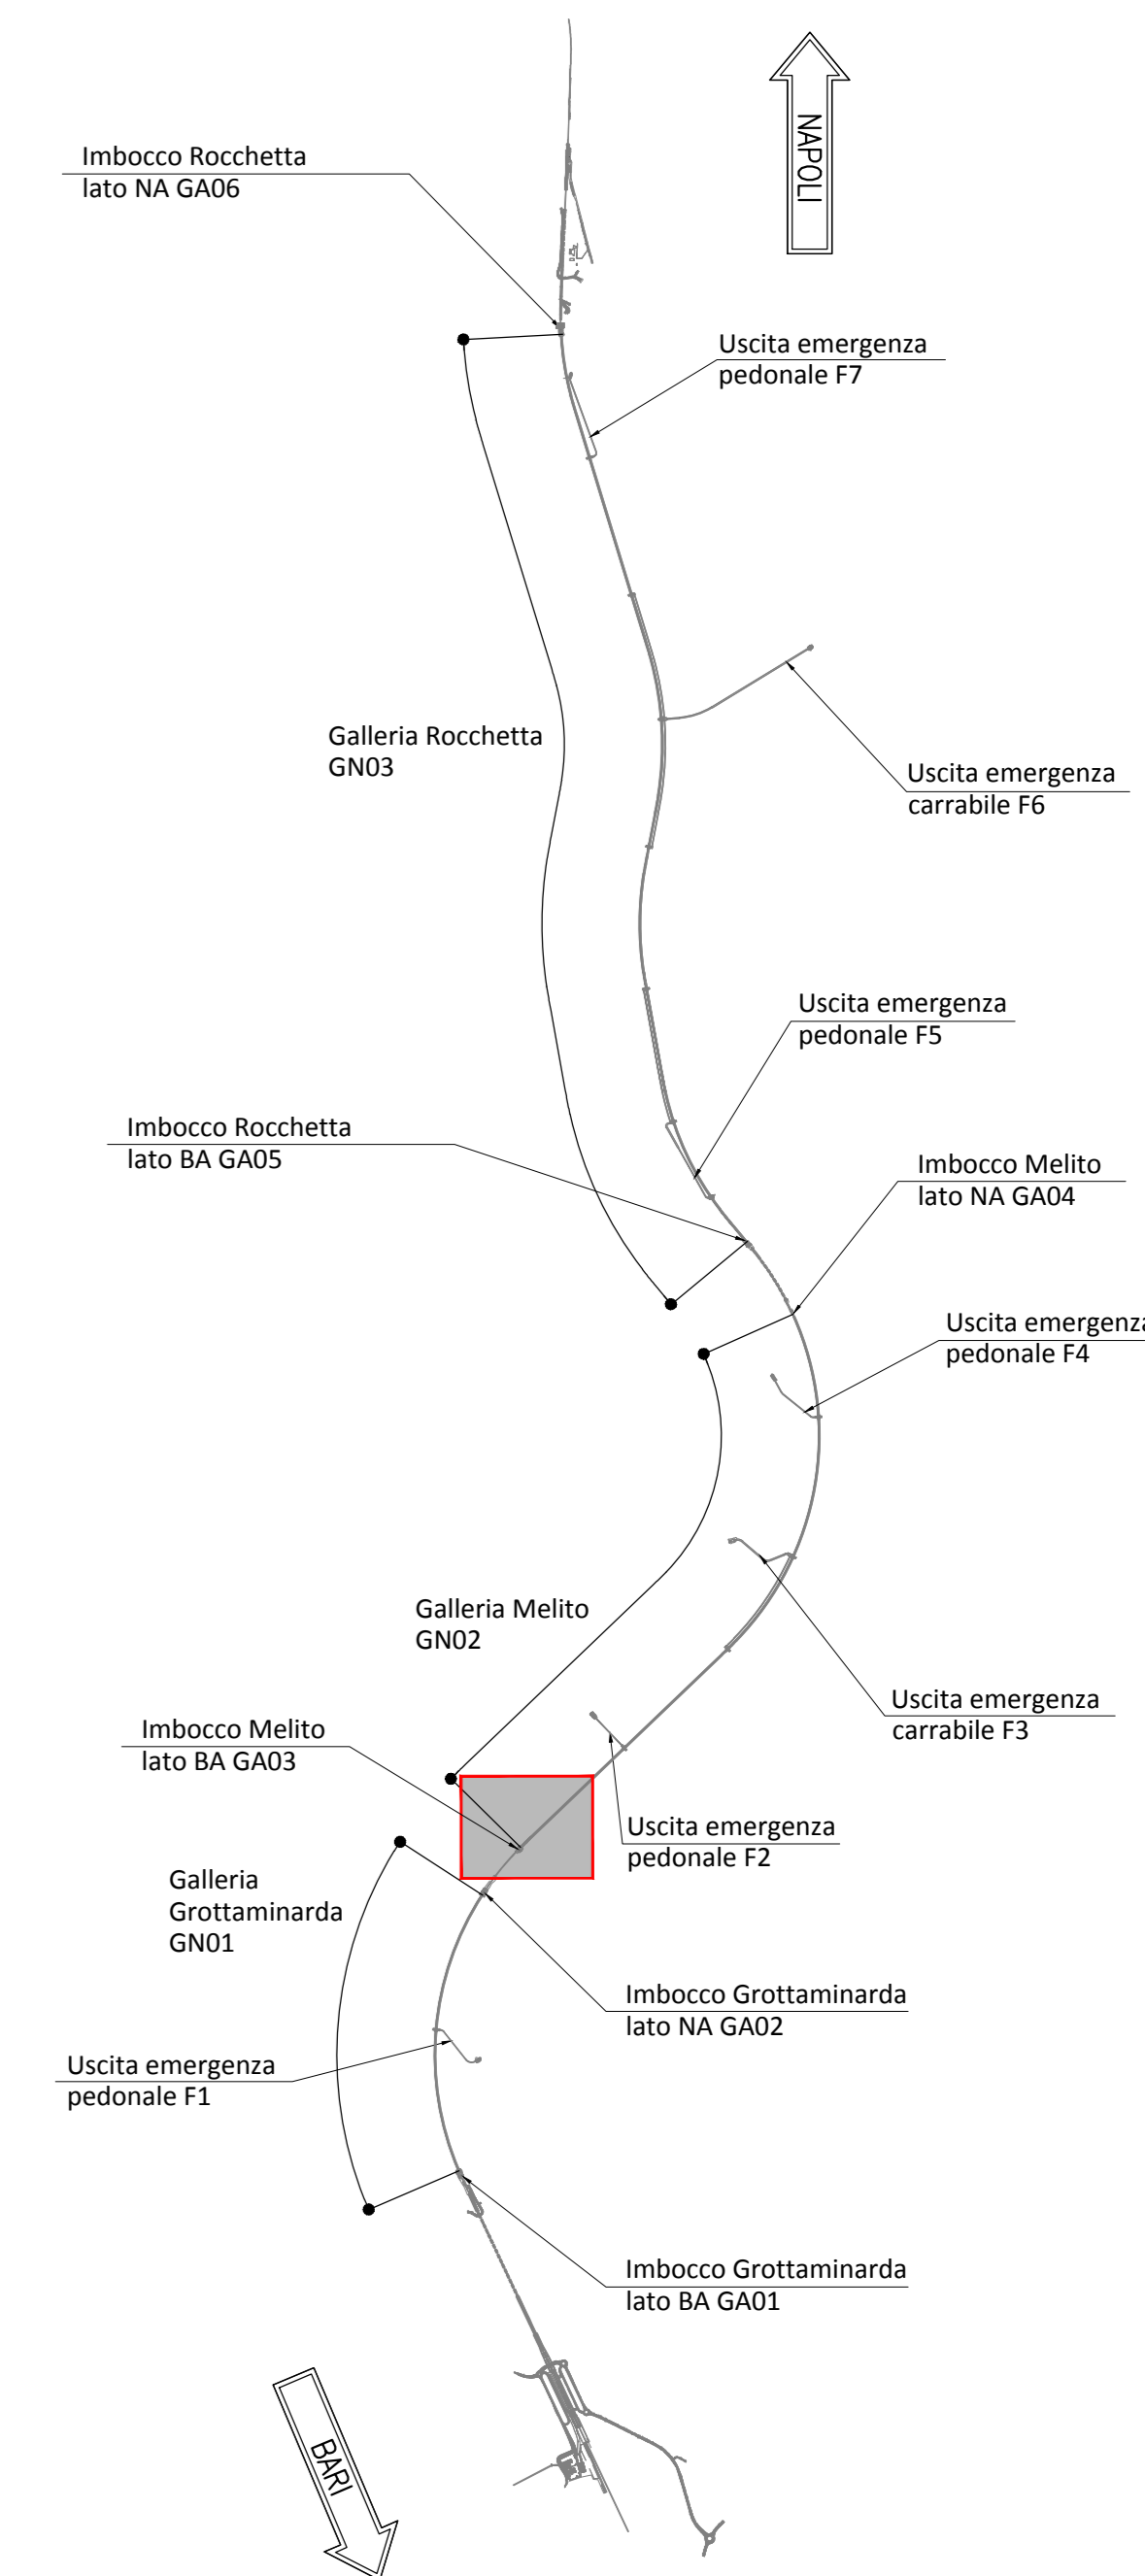 NAPOLI
Imbocco Rocchetta
lato NA GA06
Uscita emergenza
pedonale F7
Galleria Rocchetta
GN03
Uscita emergenza
carrabile F6
Uscita emergenza
pedonale F5
Imbocco Rocchetta
lato BA GA05
Imbocco Melito
lato NA GA04
Uscita emergenza
pedonale F4
Galleria Melito
GN02
Uscita emergenza
carrabile F3
Imbocco Melito
lato BA GA03
Uscita emergenza
pedonale F2
Galleria
Grottaminarda
GN01
Imbocco Grottaminarda
lato NA GA02
Uscita emergenza
pedonale F1
Imbocco Grottaminarda
lato BA GA01
BARI